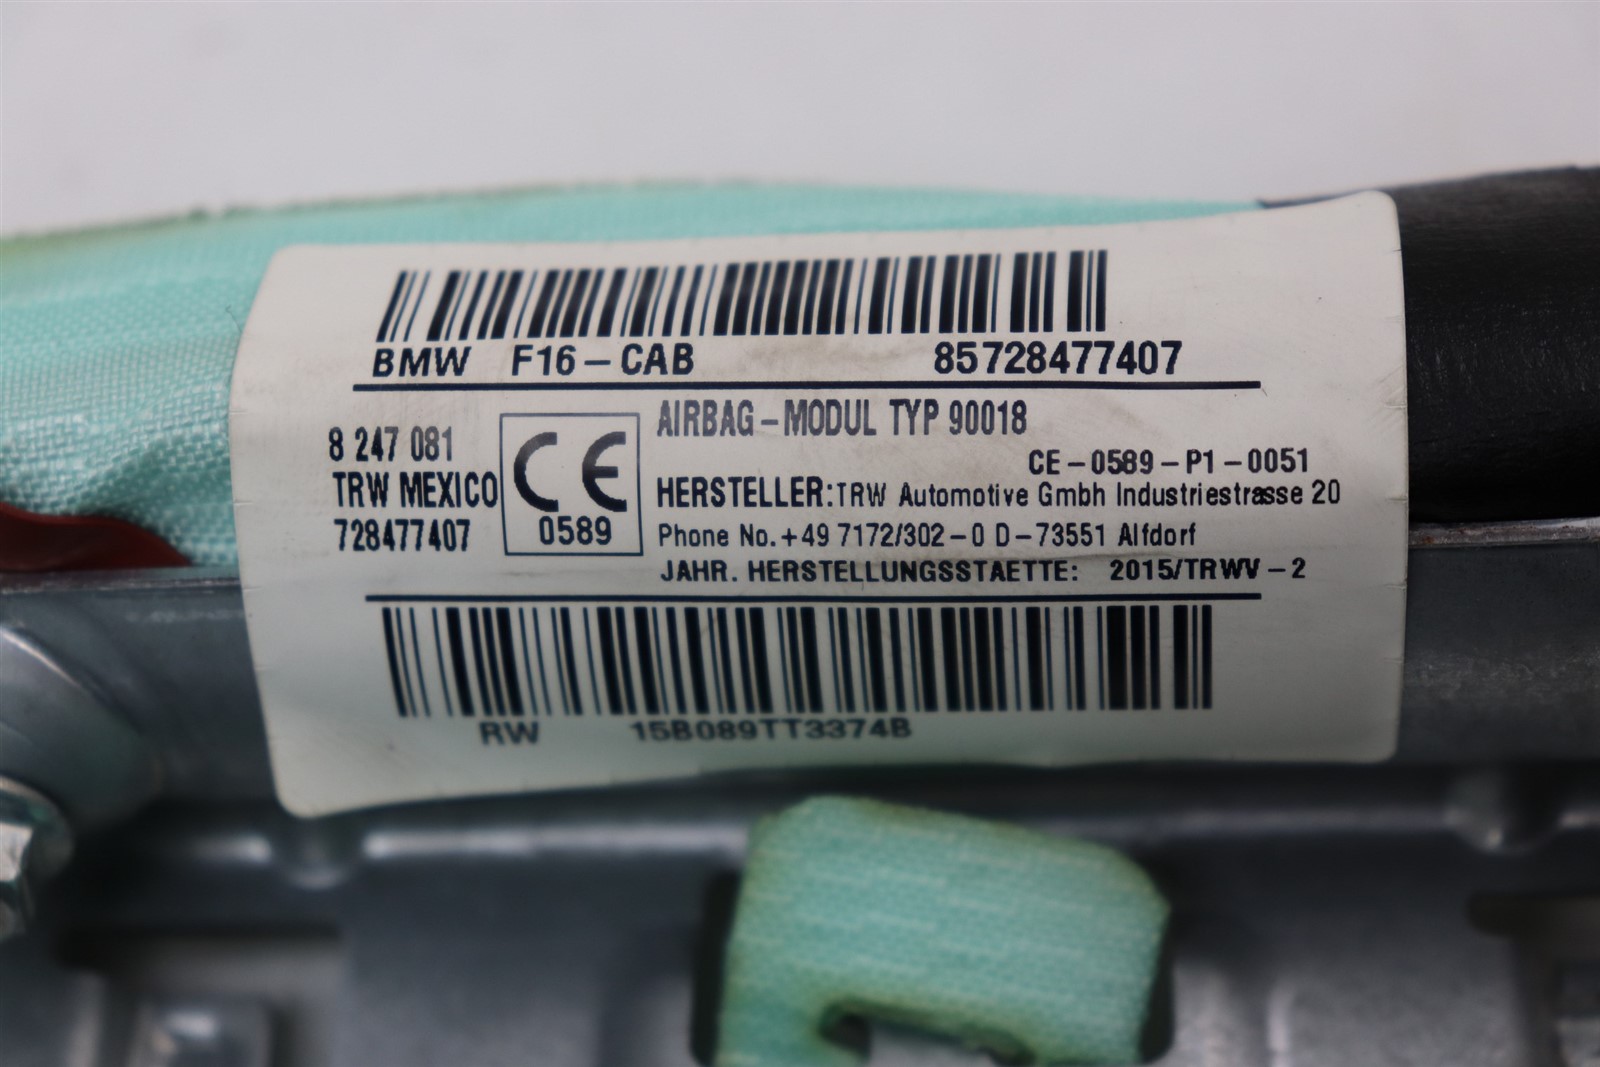 BMW F16-CAB 85728477407
8 247 081
TRW MEXICO
728477407
CE
0589
AIRBAG-MODUL TYP 90018
CE-0589-P1-0051
HERSTELLER:TRW Automotive Gmbh Industriestrasse 20
Phone No.+49 7172/302-0 D-73551 Alfdorf
JAHR. HERSTELLUNGSSTAETTE: 2015/TRWV-2
RW 15B089TT3374B